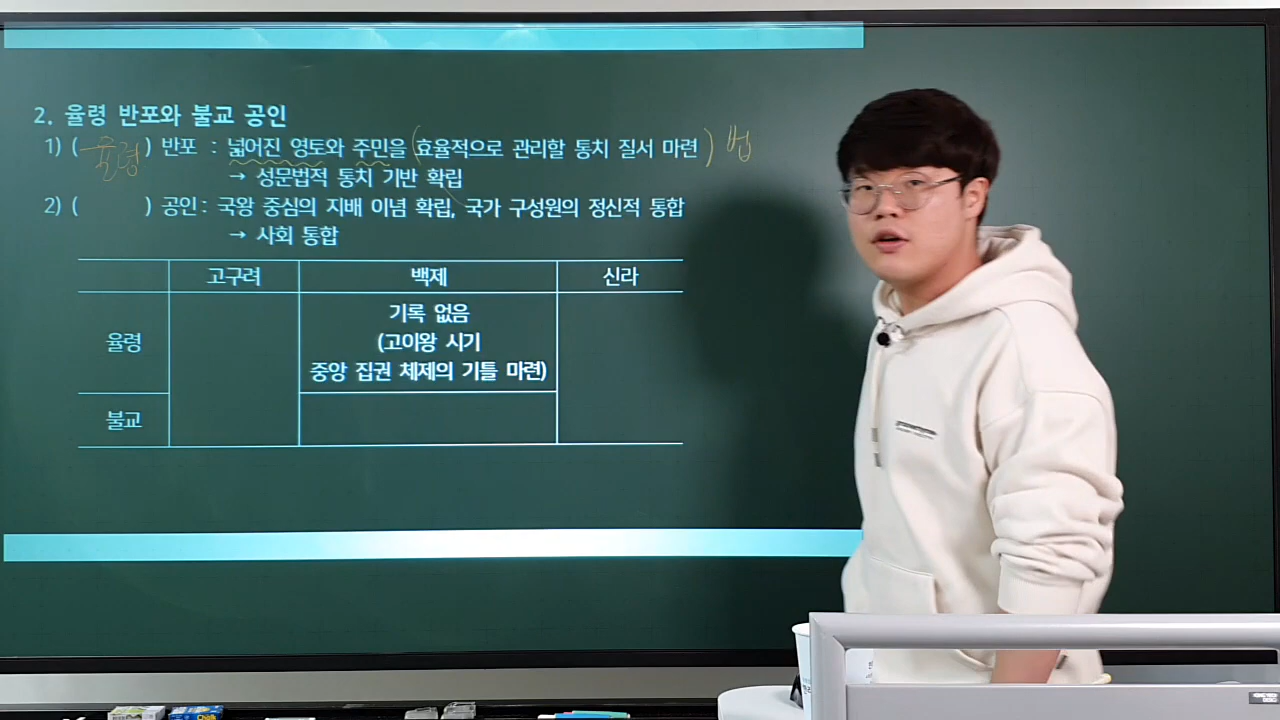 2. 율령 반포와 불교 공인
1) ( 율령 ) 반포 : 넓어진 영토와 주민을 (효율적으로 관리할 통치 질서 마련) 법
→ 성문법적 통치 기반 확립
2) ( ) 공인 : 국왕 중심의 지배 이념 확립, 국가 구성원의 정신적 통합
→ 사회 통합
고구려 백제 신라
율령 기록 없음
(고이왕 시기
중앙 집권 체제의 기틀 마련)
불교